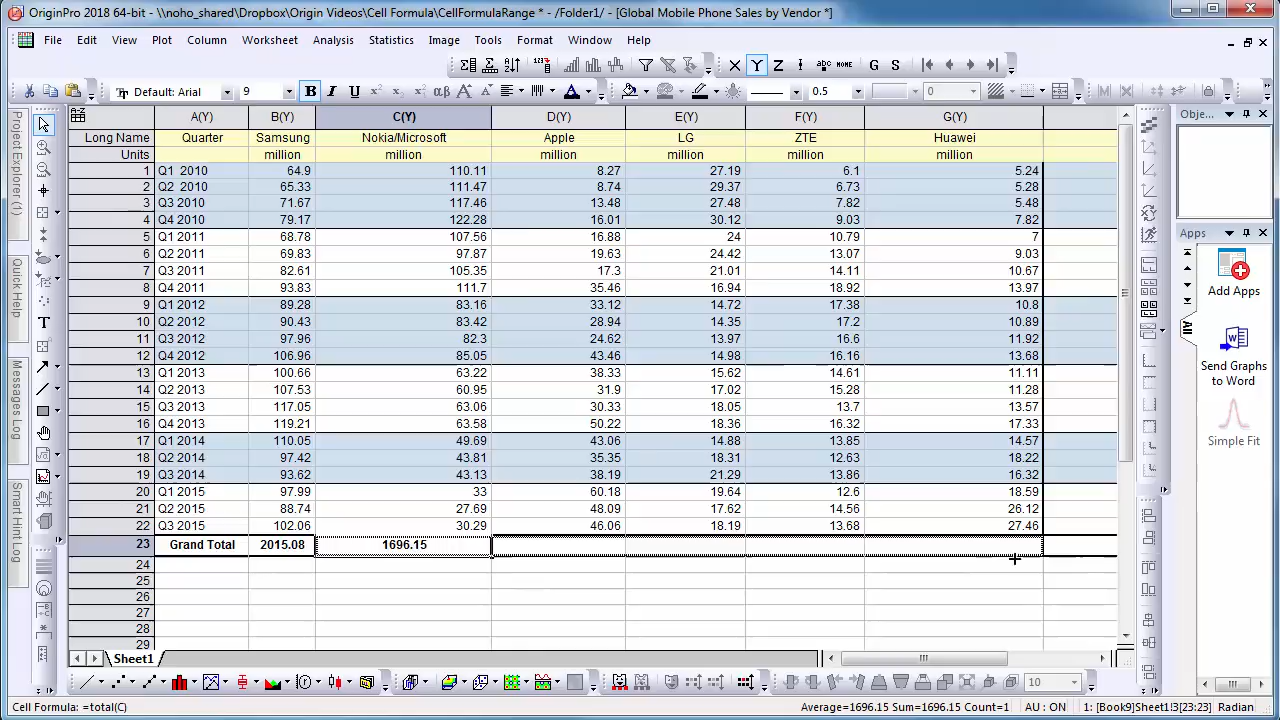 OriginPro 2018 64-bit - \\noho_shared\Dropbox\Origin Videos\Cell Formula\CellFormulaRange * - /Folder1/ - [Global Mobile Phone Sales by Vendor *]
File Edit View Plot Column Worksheet Analysis Statistics Image Tools Format Window Help
X Y Z NONE G S
Default: Arial 9 B I U αβ A A A 0.5 0
A(Y) B(Y) C(Y) D(Y) E(Y) F(Y) G(Y)
Long Name Quarter Samsung Nokia/Microsoft Apple LG ZTE Huawei
Units million million million million million million
1 Q1 2010 64.9 110.11 8.27 27.19 6.1 5.24
2 Q2 2010 65.33 111.47 8.74 29.37 6.73 5.28
3 Q3 2010 71.67 117.46 13.48 27.48 7.82 5.48
4 Q4 2010 79.17 122.28 16.01 30.12 9.03 7.82
5 Q1 2011 68.78 107.56 16.88 24 10.79 7
6 Q2 2011 69.83 97.87 19.63 24.42 13.07 9.03
7 Q3 2011 82.61 105.35 17.3 21.01 14.11 10.67
8 Q4 2011 93.83 111.7 35.46 16.94 18.92 13.97
9 Q1 2012 89.28 83.16 33.12 14.72 17.38 10.8
10 Q2 2012 90.43 83.42 28.94 14.35 17.2 10.89
11 Q3 2012 97.96 82.3 24.62 13.97 16.6 11.92
12 Q4 2012 106.96 85.05 43.46 14.98 16.16 13.68
13 Q1 2013 100.66 63.22 38.33 15.62 14.61 11.11
14 Q2 2013 107.53 60.95 31.9 17.02 15.28 11.28
15 Q3 2013 117.05 63.06 30.33 18.05 13.7 13.57
16 Q4 2013 119.21 63.58 50.22 18.36 16.32 17.33
17 Q1 2014 110.05 49.69 43.06 14.88 13.85 14.57
18 Q2 2014 97.42 43.81 35.35 18.31 12.63 18.22
19 Q3 2014 93.62 43.13 38.19 21.29 13.86 16.32
20 Q1 2015 97.99 33 60.18 19.64 12.6 18.59
21 Q2 2015 88.74 27.69 48.09 17.62 14.56 26.12
22 Q3 2015 102.06 30.29 46.06 18.19 13.68 27.46
23 Grand Total 2015.08 1696.15
24
25
26
27
28
29
Sheet1
Project Explorer (1)
Quick Help
Messages Log
Smart Hint Log
T
Obje...
Apps
All
Add Apps
Send Graphs
to Word
Simple Fit
10
Cell Formula: =total(C) Average=1696.15 Sum=1696.15 Count=1 AU : ON 1: [Book9]Sheet1!3[23:23] Radian